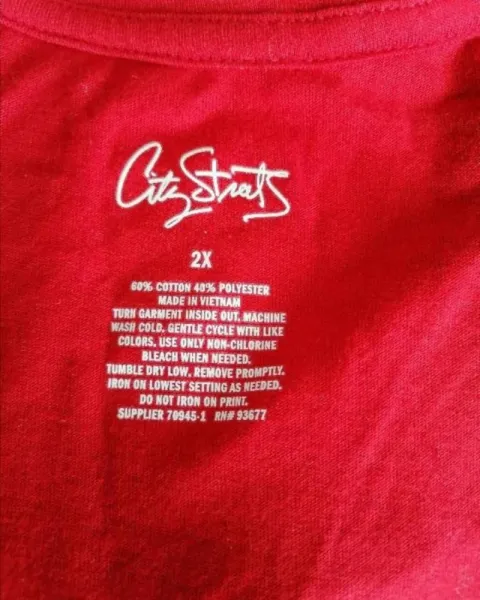 City Streets
2X
60% COTTON 40% POLYESTER
MADE IN VIETNAM
TURN GARMENT INSIDE OUT. MACHINE
WASH COLD, GENTLE CYCLE WITH LIKE
COLORS. USE ONLY NON-CHLORINE
BLEACH WHEN NEEDED.
TUMBLE DRY LOW. REMOVE PROMPTLY.
IRON ON LOWEST SETTING AS NEEDED.
DO NOT IRON ON PRINT.
SUPPLIER 70945-1 RN# 93677